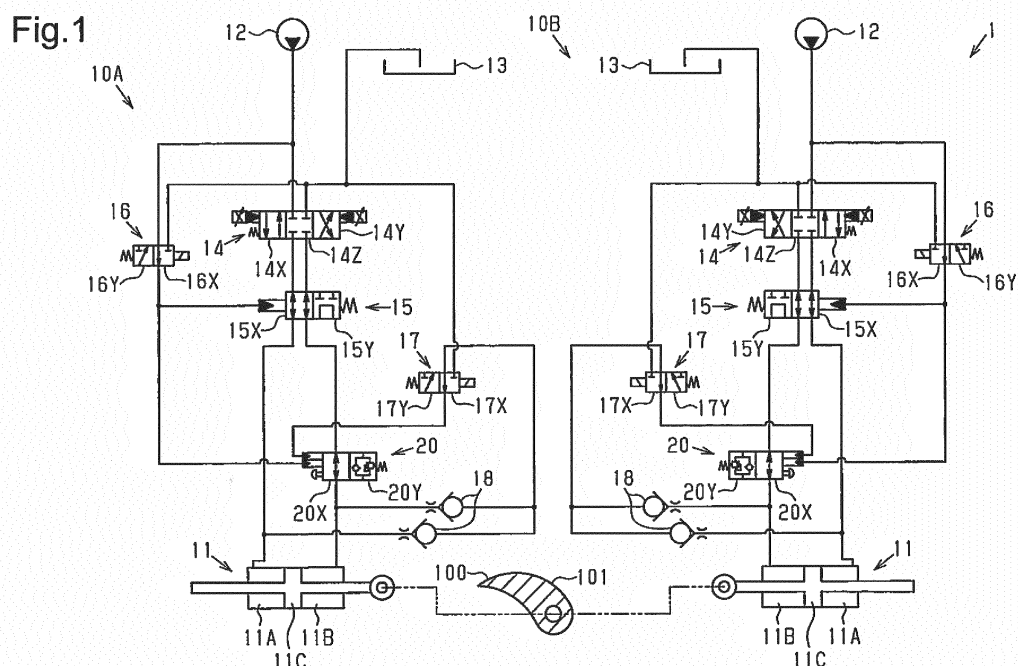 Fig.1
12 10B 12 1
13 13
10A
16 14Y 14Y 16
14 14
16Y 16X 14X 14Z 14Z 14X 16X 16Y
15 15
15X 15Y 17 17 15Y 15X
17Y 17X 17X 17Y
20 20
20X 20Y 18 18 20Y 20X
11 100 101 11
11A 11B 11B 11A
11C 11C